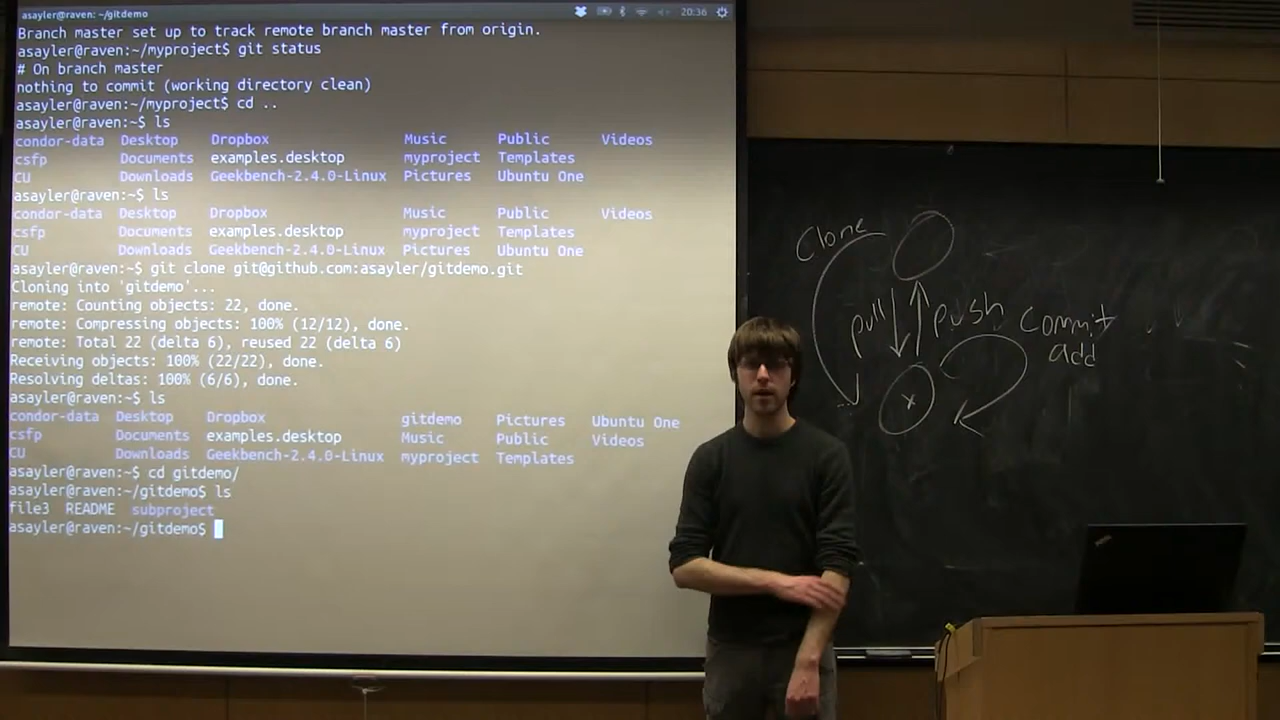 asayler@raven: ~/gitdemo 20:36
Branch master set up to track remote branch master from origin.
asayler@raven:~/myproject$ git status
# On branch master
nothing to commit (working directory clean)
asayler@raven:~/myproject$ cd ..
asayler@raven:~$ ls
condor-data Desktop Dropbox Music Public Videos
csfp Documents examples.desktop myproject Templates
CU Downloads Geekbench-2.4.0-Linux Pictures Ubuntu One
asayler@raven:~$ ls
condor-data Desktop Dropbox Music Public Videos
csfp Documents examples.desktop myproject Templates
CU Downloads Geekbench-2.4.0-Linux Pictures Ubuntu One
asayler@raven:~$ git clone git@github.com:asayler/gitdemo.git
Cloning into 'gitdemo'...
remote: Counting objects: 22, done.
remote: Compressing objects: 100% (12/12), done.
remote: Total 22 (delta 6), reused 22 (delta 6)
Receiving objects: 100% (22/22), done.
Resolving deltas: 100% (6/6), done.
asayler@raven:~$ ls
condor-data Desktop Dropbox gitdemo Pictures Ubuntu One
csfp Documents examples.desktop Music Public Videos
CU Downloads Geekbench-2.4.0-Linux myproject Templates
asayler@raven:~$ cd gitdemo/
asayler@raven:~/gitdemo$ ls
file3 README subproject
asayler@raven:~/gitdemo$
Clone
pull push commit
add
x